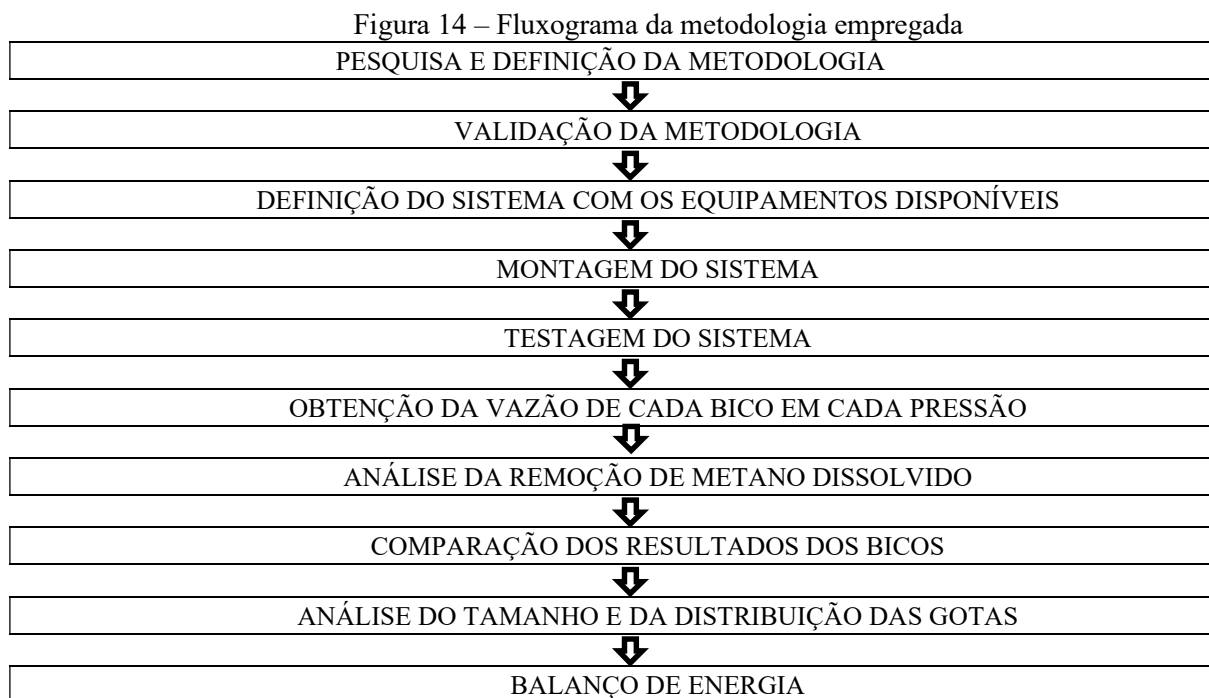 Figura 14 – Fluxograma da metodologia empregada
PESQUISA E DEFINIÇÃO DA METODOLOGIA
VALIDAÇÃO DA METODOLOGIA
DEFINIÇÃO DO SISTEMA COM OS EQUIPAMENTOS DISPONÍVEIS
MONTAGEM DO SISTEMA
TESTAGEM DO SISTEMA
OBTENÇÃO DA VAZÃO DE CADA BICO EM CADA PRESSÃO
ANÁLISE DA REMOÇÃO DE METANO DISSOLVIDO
COMPARAÇÃO DOS RESULTADOS DOS BICOS
ANÁLISE DO TAMANHO E DA DISTRIBUIÇÃO DAS GOTAS
BALANÇO DE ENERGIA